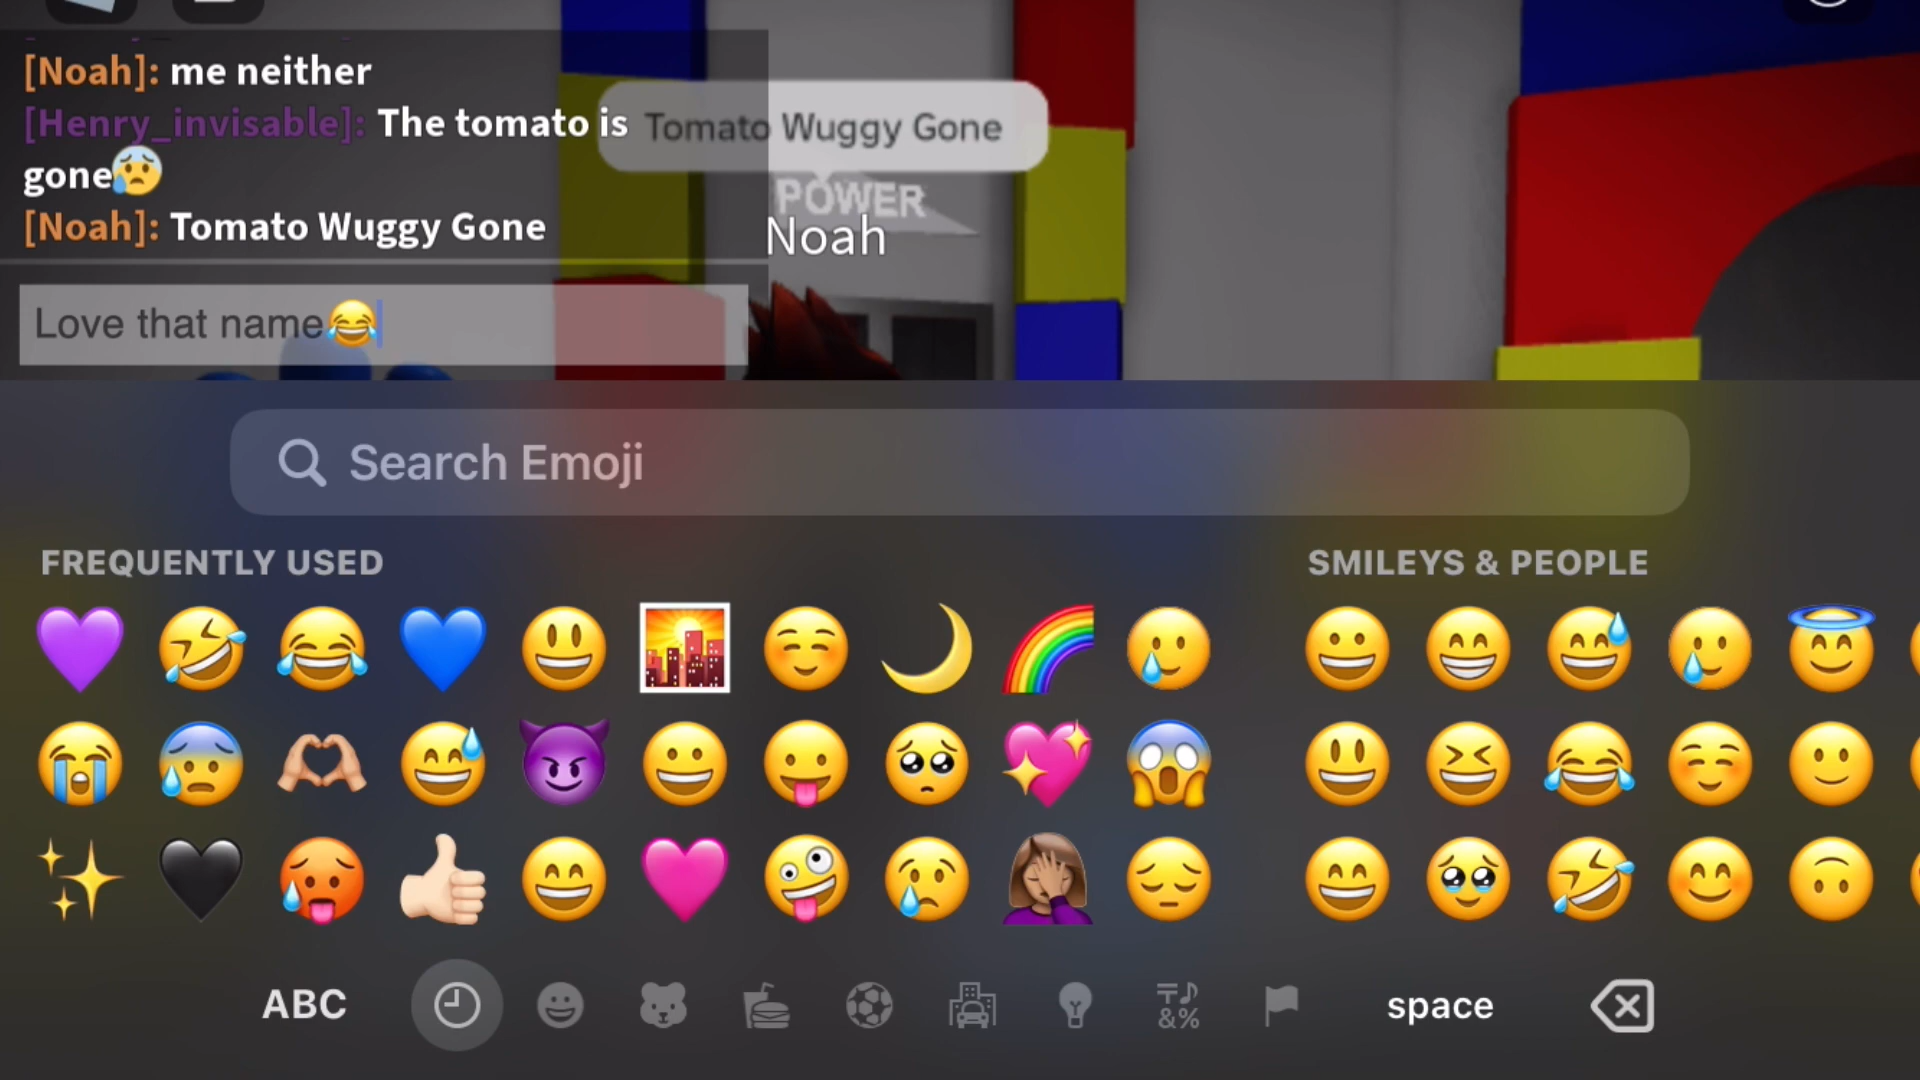 [Noah]: me neither
[Henry_invisable]: The tomato is
gone😰
[Noah]: Tomato Wuggy Gone
Tomato Wuggy Gone
POWER
Noah
Love that name😂
Search Emoji
FREQUENTLY USED
SMILEYS & PEOPLE
ABC
space